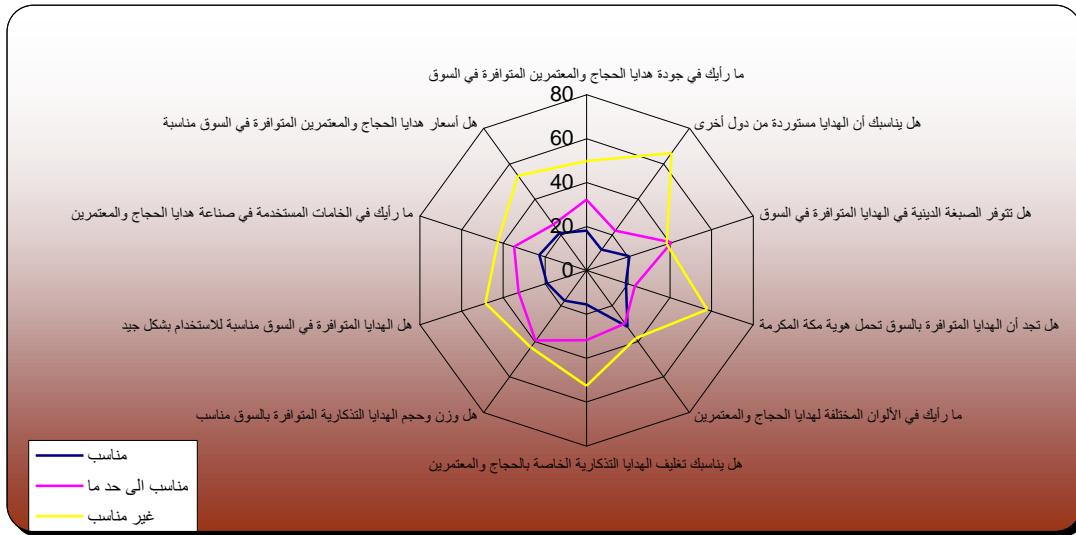 ما رأيك في جودة هدايا الحجاج والمعتمرين المتوافرة في السوق
هل يناسبك أن الهدايا مستوردة من دول أخرى
هل تتوفر الصبغة الدينية في الهدايا المتوافرة في السوق
هل تجد أن الهدايا المتوافرة بالسوق تحمل هوية مكة المكرمة
ما رأيك في الألوان المختلفة لهدايا الحجاج والمعتمرين
هل يناسبك تغليف الهدايا التذكارية الخاصة بالحجاج والمعتمرين
هل وزن وحجم الهدايا التذكارية المتوافرة بالسوق مناسب
هل الهدايا المتوافرة في السوق مناسبة للاستخدام بشكل جيد
ما رأيك في الخامات المستخدمة في صناعة هدايا الحجاج والمعتمرين
هل أسعار هدايا الحجاج والمعتمرين المتوافرة في السوق مناسبة
80
60
40
20
0
مناسب
مناسب الى حد ما
غير مناسب